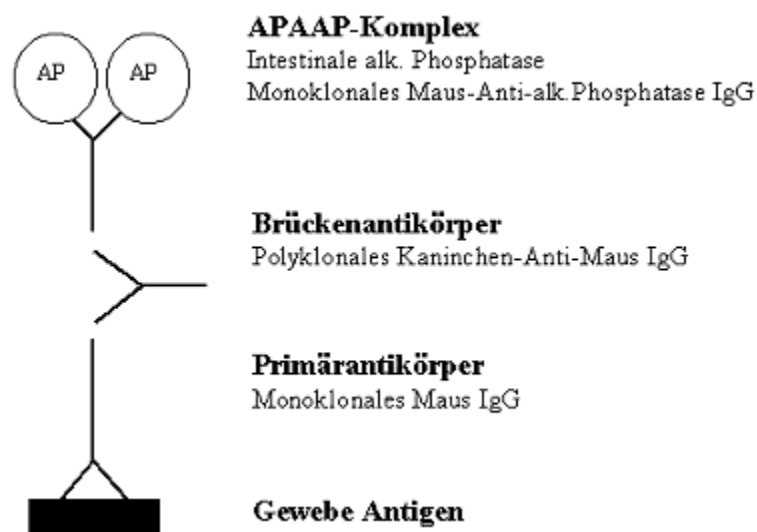 APAAP-Komplex
AP AP Intestinale alk. Phosphatase
Monoklonales Maus-Anti-alk.Phosphatase IgG
Brückenantikörper
Polyklonales Kaninchen-Anti-Maus IgG
Primärantikörper
Monoklonales Maus IgG
Gewebe Antigen